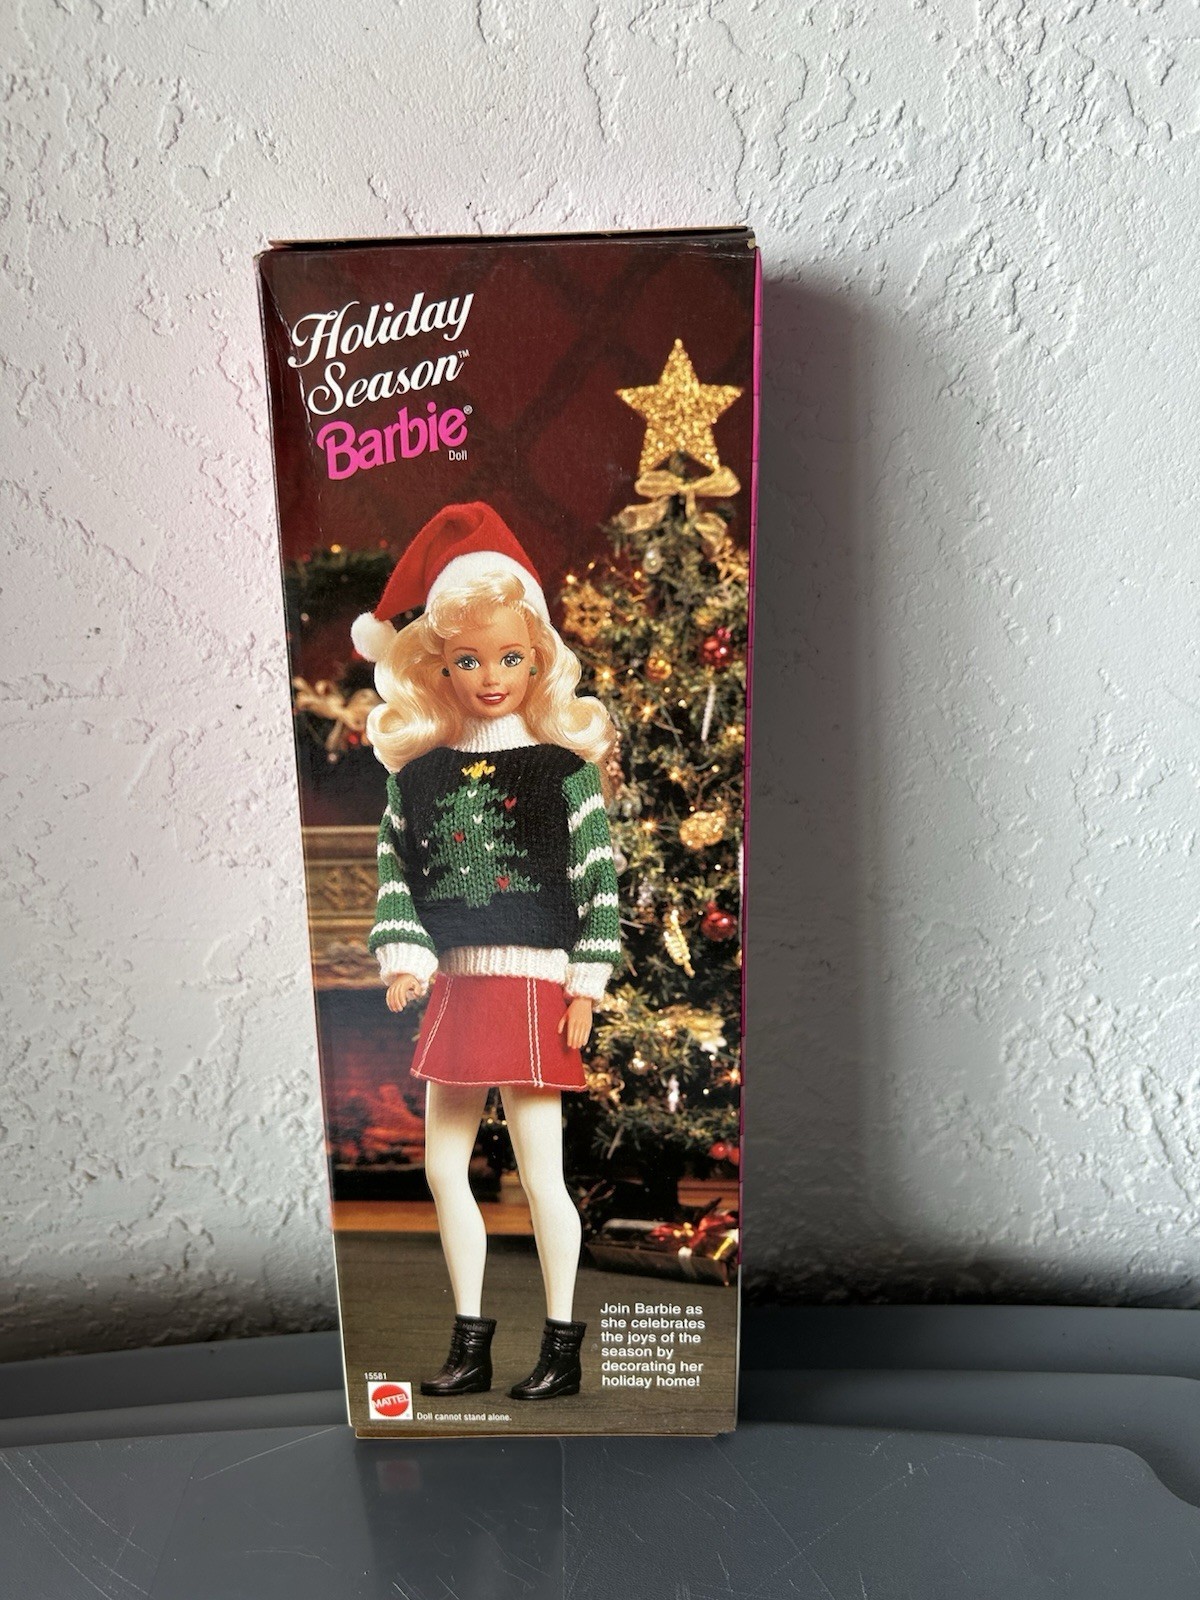 Holiday
Season™
Barbie®
Doll
Join Barbie as
she celebrates
the joys of the
season by
decorating her
holiday home!
15581
MATTEL
Doll cannot stand alone.